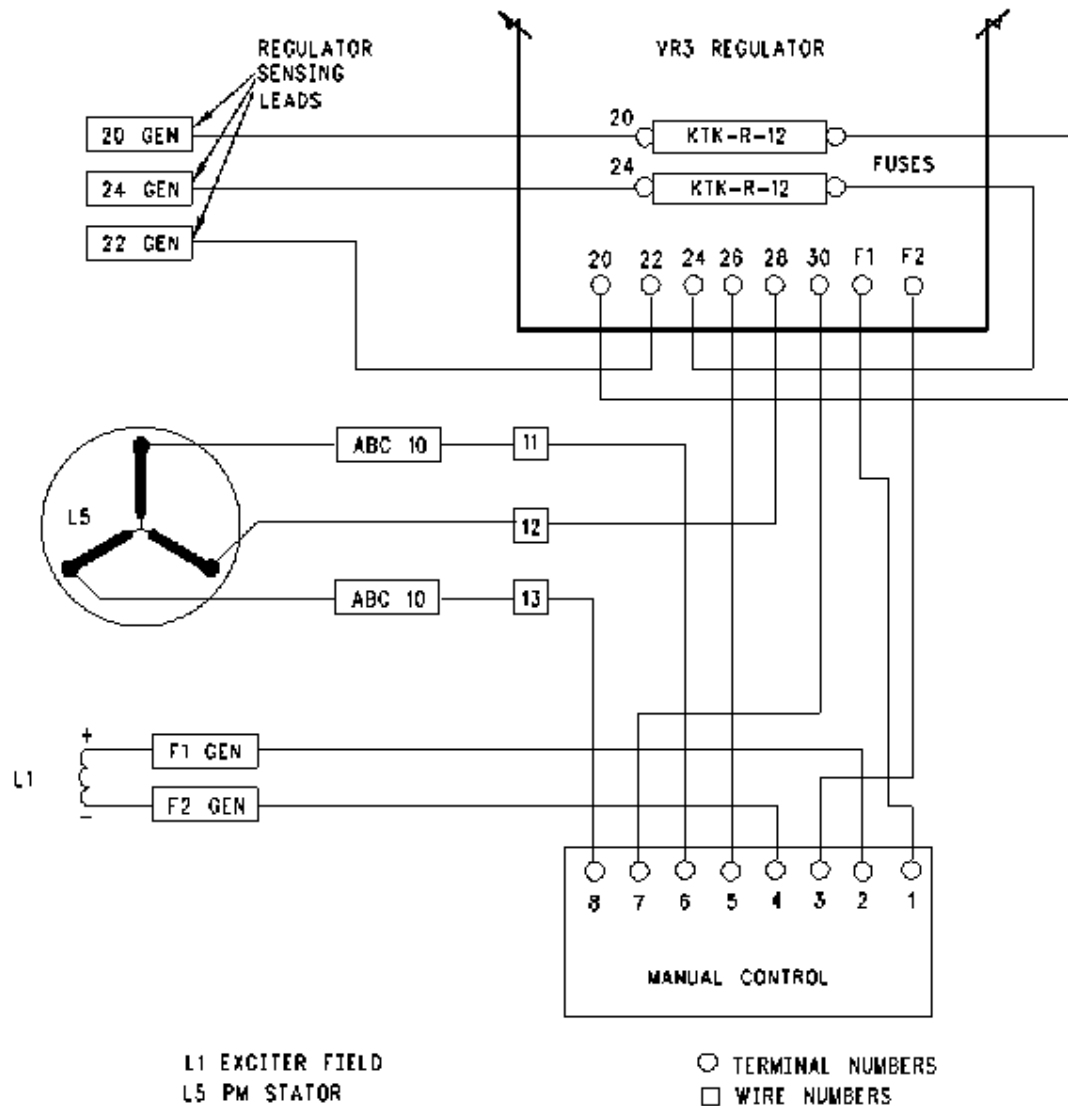 REGULATOR
SENSING
LEADS
VR3 REGULATOR
20 GEN
20
KTK-R-12
24 GEN
24
KTK-R-12
FUSES
22 GEN
20 22 24 26 28 30 F1 F2
ABC 10
11
L5
12
ABC 10
13
+
F1 GEN
L1
F2 GEN
–
8 7 6 5 4 3 2 1
MANUAL CONTROL
L1 EXCITER FIELD
L5 PM STATOR
TERMINAL NUMBERS
WIRE NUMBERS